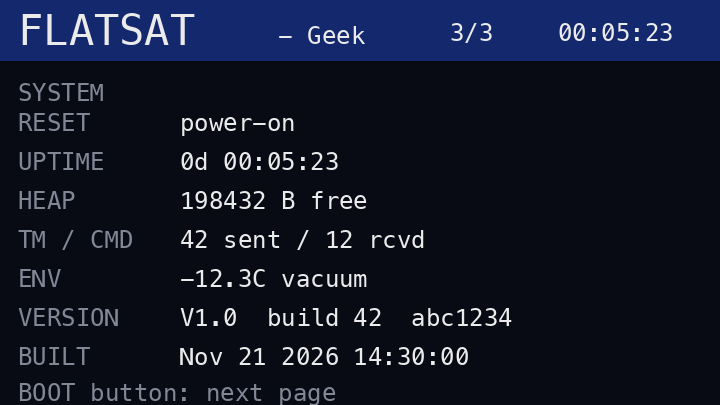 FLATSAT – Geek 3/3 00:05:23
SYSTEM
RESET power–on
UPTIME 0d 00:05:23
HEAP 198432 B free
TM / CMD 42 sent / 12 rcvd
ENV –12.3C vacuum
VERSION V1.0 build 42 abc1234
BUILT Nov 21 2026 14:30:00
BOOT button: next page